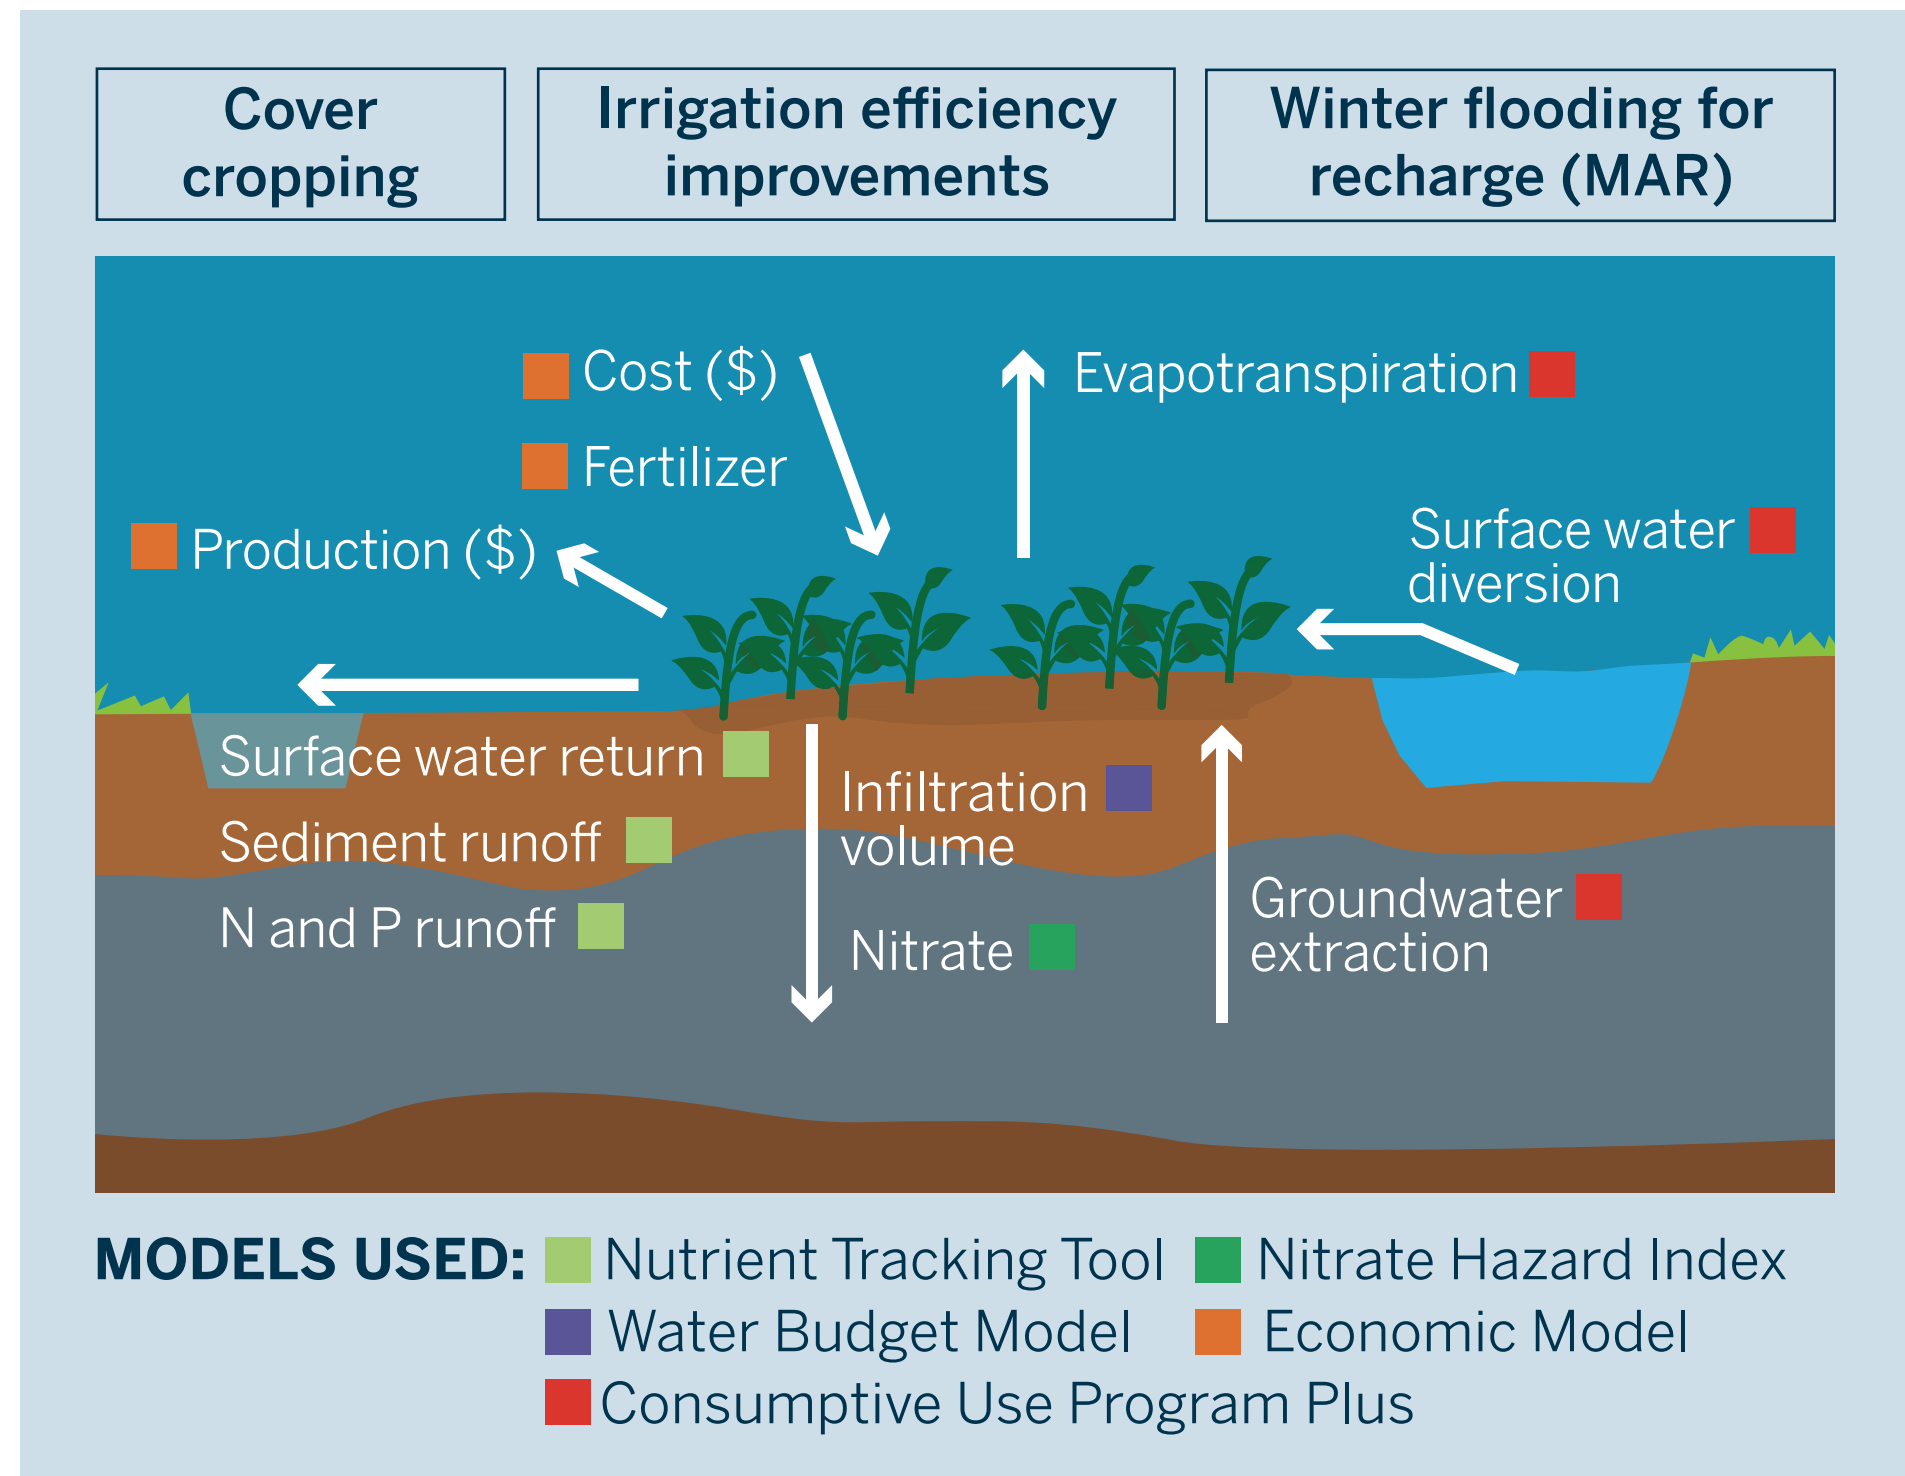 Cover
cropping
Irrigation efficiency
improvements
Winter flooding for
recharge (MAR)
Cost ($)
Fertilizer
Production ($)
Evapotranspiration
Surface water
diversion
Surface water return
Sediment runoff
N and P runoff
Infiltration
volume
Nitrate
Groundwater
extraction
MODELS USED:
Nutrient Tracking Tool
Nitrate Hazard Index
Water Budget Model
Economic Model
Consumptive Use Program Plus